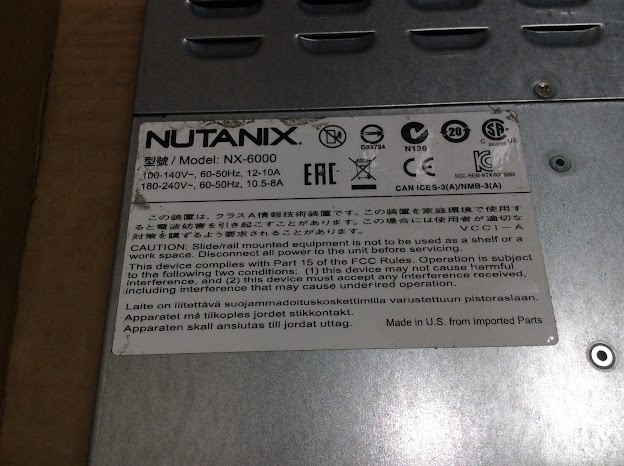 NUTANIX.
型號 / Model: NX-6000
100-140V~, 60-50Hz, 12-10A
180-240V~, 60-50Hz, 10.5-8A
D33724
N136
20
C US
EAC
CE
CAN ICES-3(A)/NMB-3(A)
この装置は、クラスA情報技術装置です。この装置を家庭環境で使用す
ると電波妨害を引き起こすことがあります。この場合には使用者が適切な
対策を講ずるよう要求されることがあります。 VCCI-A
CAUTION: Slide/rail mounted equipment is not to be used as a shelf or a
work space. Disconnect all power to the unit before servicing.
This device complies with Part 15 of the FCC Rules. Operation is subject
to the following two conditions: (1) this device may not cause harmful
interference, and (2) this device must accept any interference received,
including interference that may cause underfired operation.
Laite on liitettävä suojammadoituskoskettimilla varustettuun pistoraslaan.
Apparatet må tilkoples jordet stikkontakt.
Apparaten skall anslutas till jordat uttag.
Made in U.S. from imported Parts